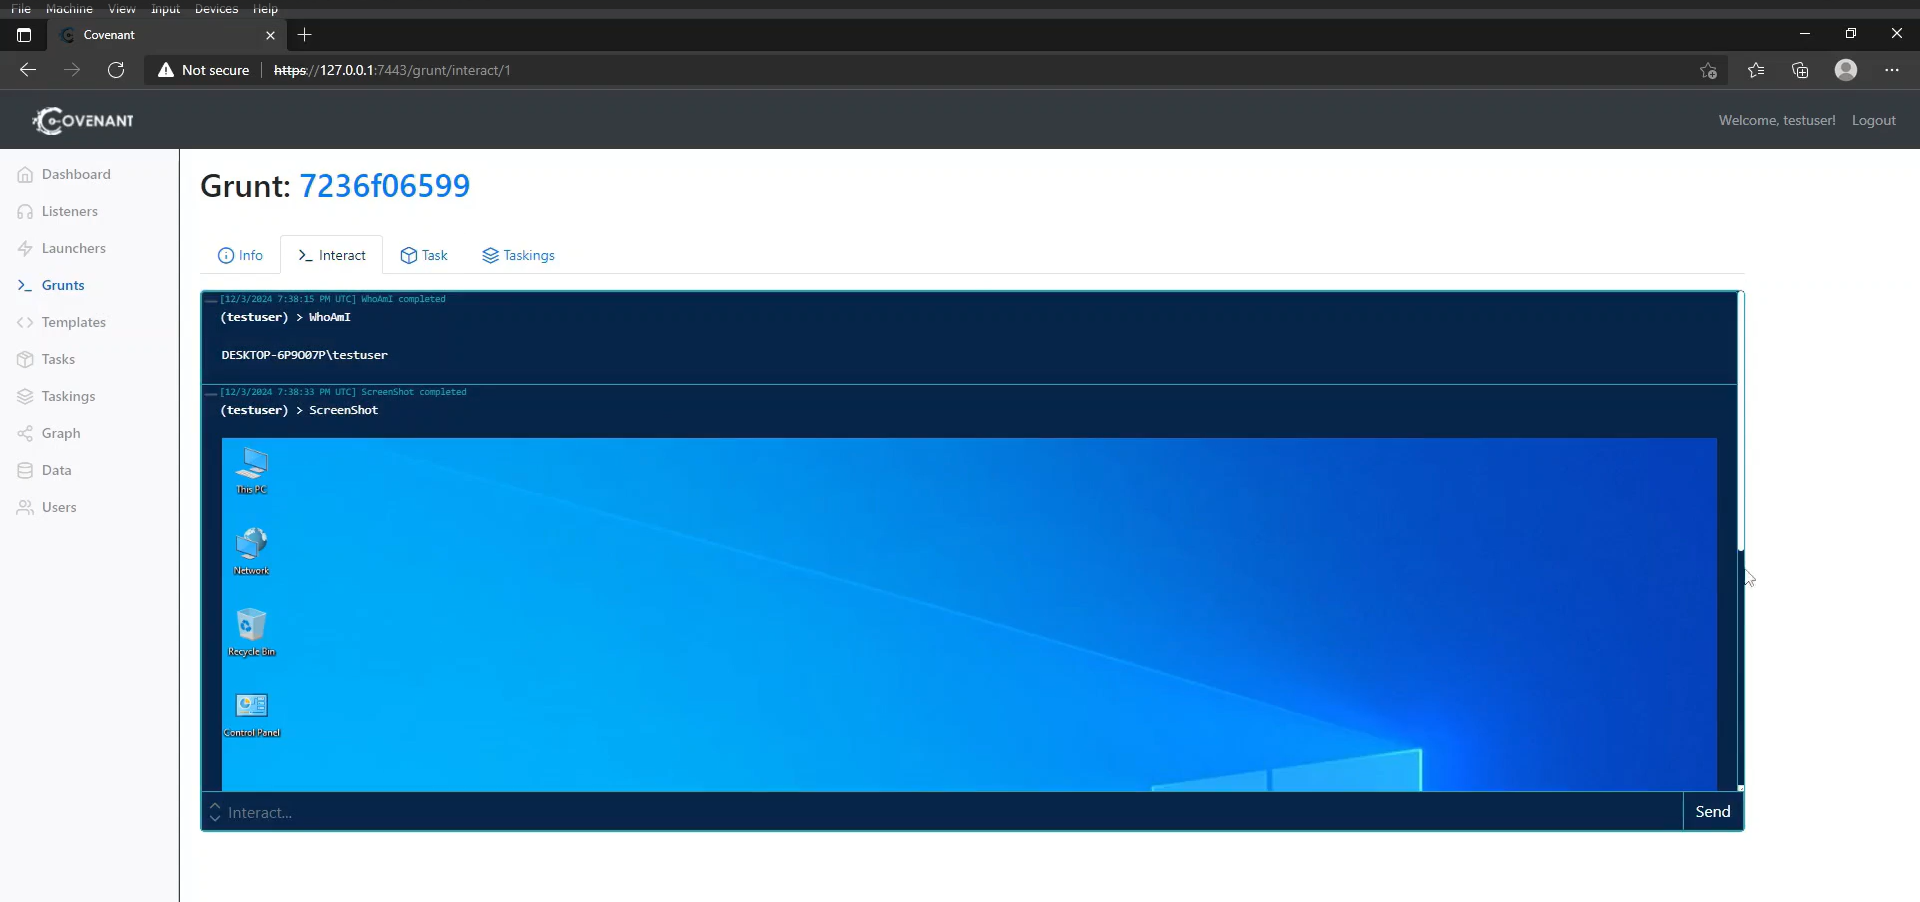 File Machine View Input Devices Help
Covenant
Not secure https://127.0.0.1:7443/grunt/interact/1
COVENANT
Welcome, testuser! Logout
Dashboard
Listeners
Launchers
Grunts
Templates
Tasks
Taskings
Graph
Data
Users
Grunt: 7236f06599
Info Interact Task Taskings
[12/3/2024 7:38:15 PM UTC] WhoAmI completed
(testuser) > WhoAmI
DESKTOP-6P9O07P\testuser
[12/3/2024 7:38:33 PM UTC] ScreenShot completed
(testuser) > ScreenShot
This PC
Network
Recycle Bin
Control Panel
Interact...
Send